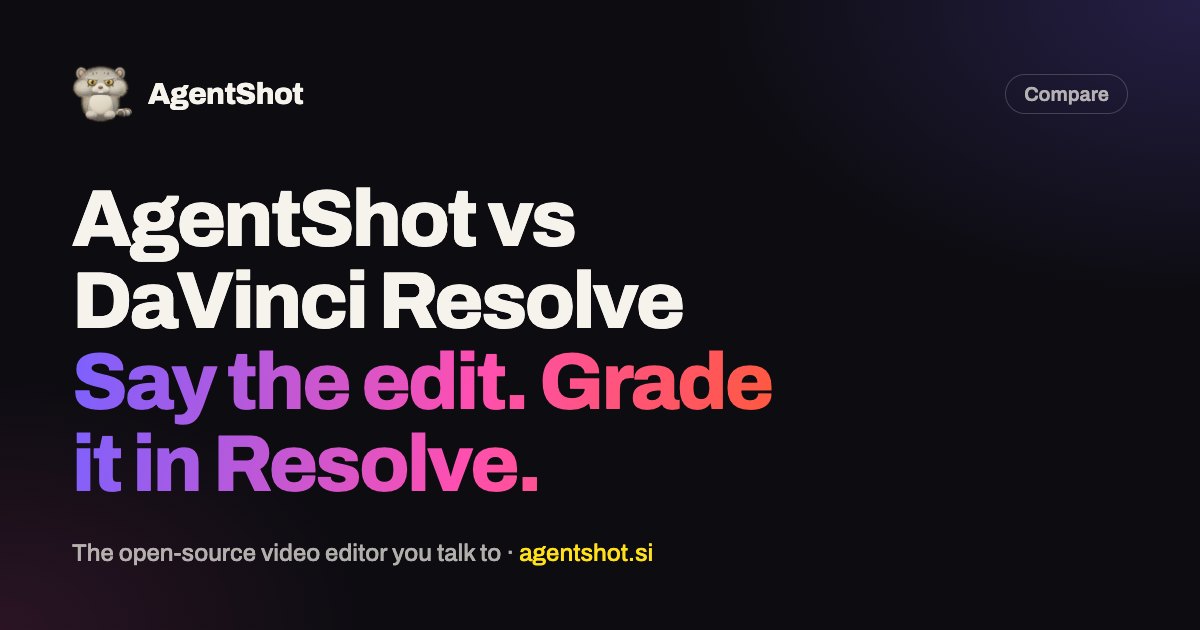 AgentShot
Compare
AgentShot vs
DaVinci Resolve
Say the edit. Grade
it in Resolve.
The open-source video editor you talk to · agentshot.si